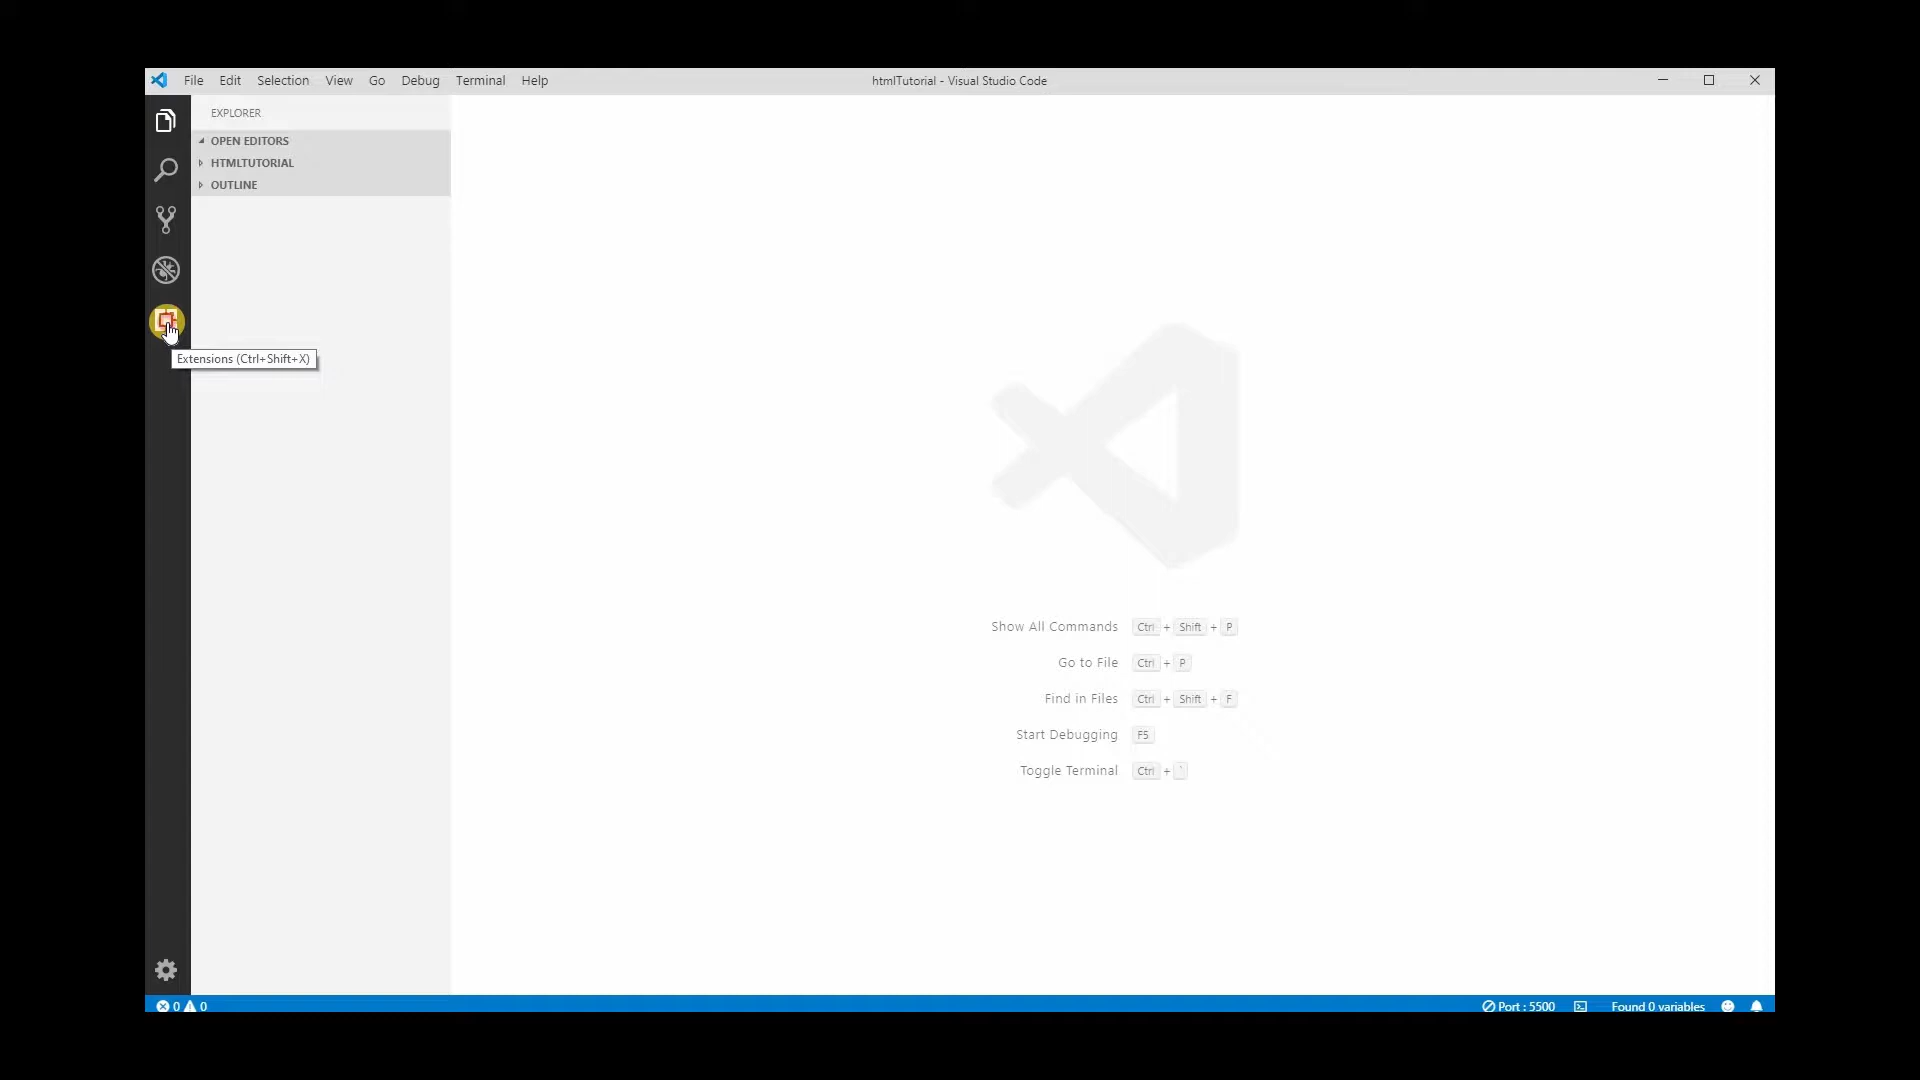 File Edit Selection View Go Debug Terminal Help
htmlTutorial - Visual Studio Code
EXPLORER
OPEN EDITORS
HTMLTUTORIAL
OUTLINE
Extensions (Ctrl+Shift+X)
Show All Commands Ctrl + Shift + P
Go to File Ctrl + P
Find in Files Ctrl + Shift + F
Start Debugging F5
Toggle Terminal Ctrl + `
0 0
Port : 5500 Found 0 variables